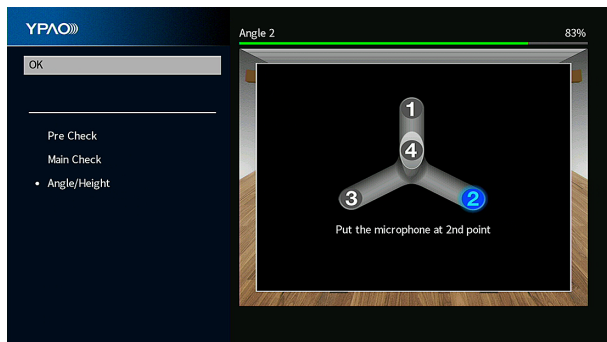 YPAO
Angle 2
83%
OK
Pre Check
Main Check
• Angle/Height
1
4
3
2
Put the microphone at 2nd point